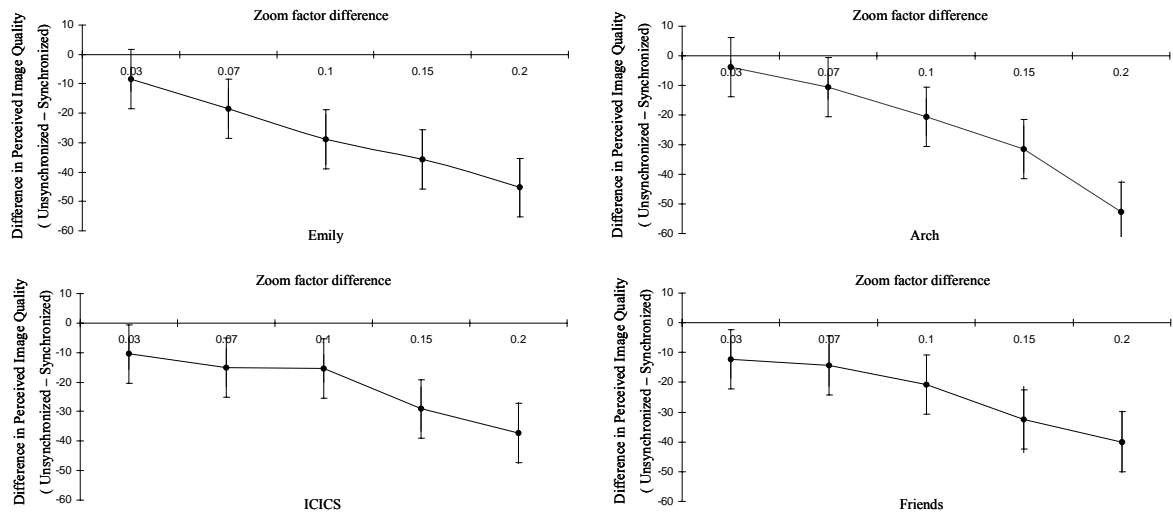 Zoom factor difference
Difference in Perceived Image Quality
( Unsynchronized – Synchronized)
10
0
-10
-20
-30
-40
-50
-60
0.03 0.07 0.1 0.15 0.2
Emily
Zoom factor difference
Difference in Perceived Image Quality
( Unsynchronized – Synchronized)
10
0
-10
-20
-30
-40
-50
-60
0.03 0.07 0.1 0.15 0.2
Arch
Zoom factor difference
Difference in Perceived Image Quality
( Unsynchronized – Synchronized)
10
0
-10
-20
-30
-40
-50
-60
0.03 0.07 0.1 0.15 0.2
ICICS
Zoom factor difference
Difference in Perceived Image Quality
( Unsynchronized – Synchronized)
10
0
-10
-20
-30
-40
-50
-60
0.03 0.07 0.1 0.15 0.2
Friends